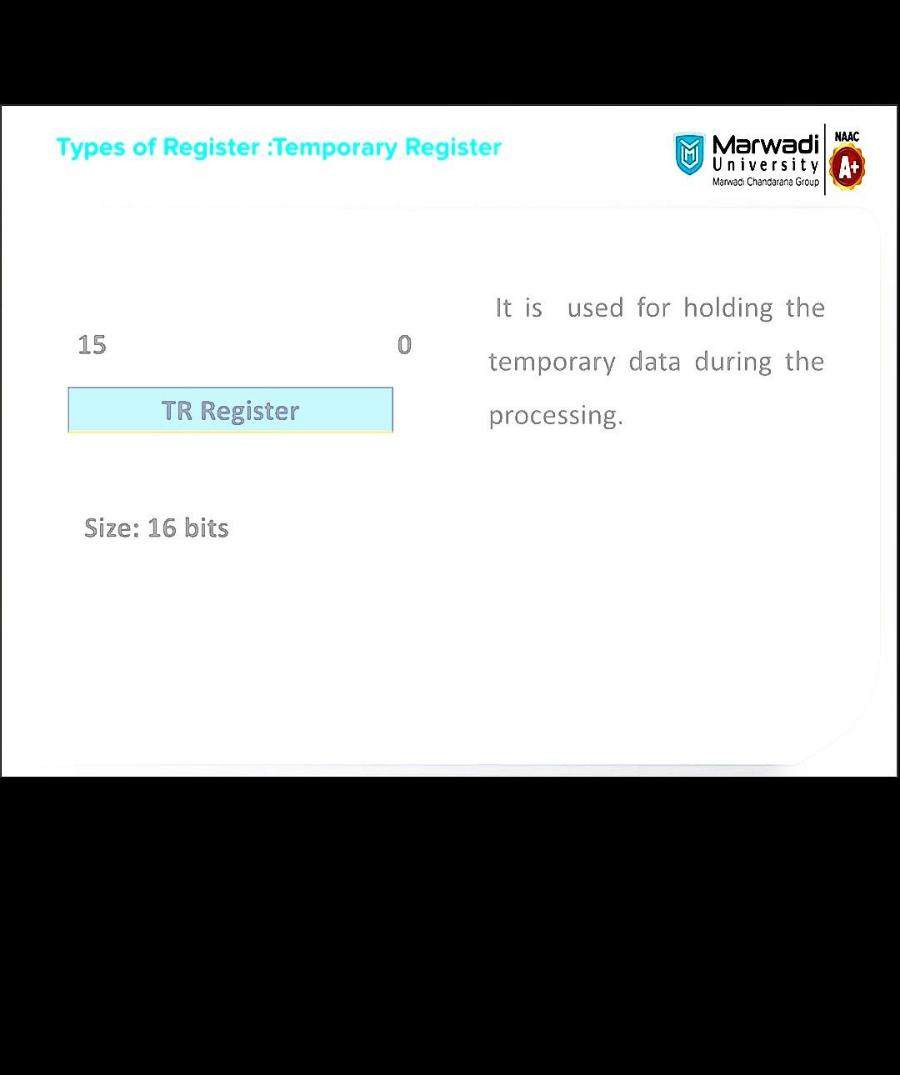 Types of Register :Temporary Register
Marwadi
University
Marwadi Chandarana Group
NAAC
A+
It is used for holding the
temporary data during the
processing.
15 0
TR Register
Size: 16 bits